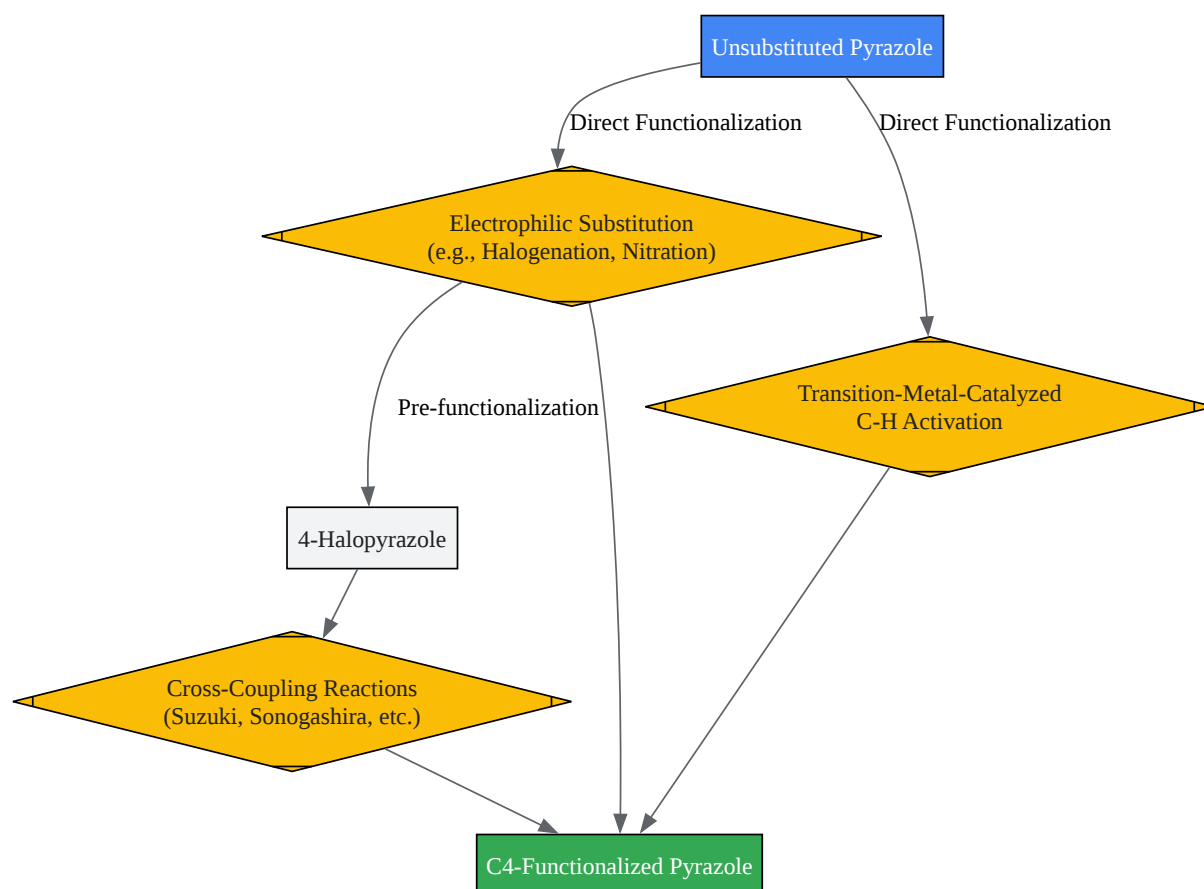 Unsubstituted Pyrazole
Direct Functionalization
Direct Functionalization
Electrophilic Substitution
(e.g., Halogenation, Nitration)
Transition-Metal-Catalyzed
C-H Activation
Pre-functionalization
4-Halopyrazole
Cross-Coupling Reactions
(Suzuki, Sonogashira, etc.)
C4-Functionalized Pyrazole